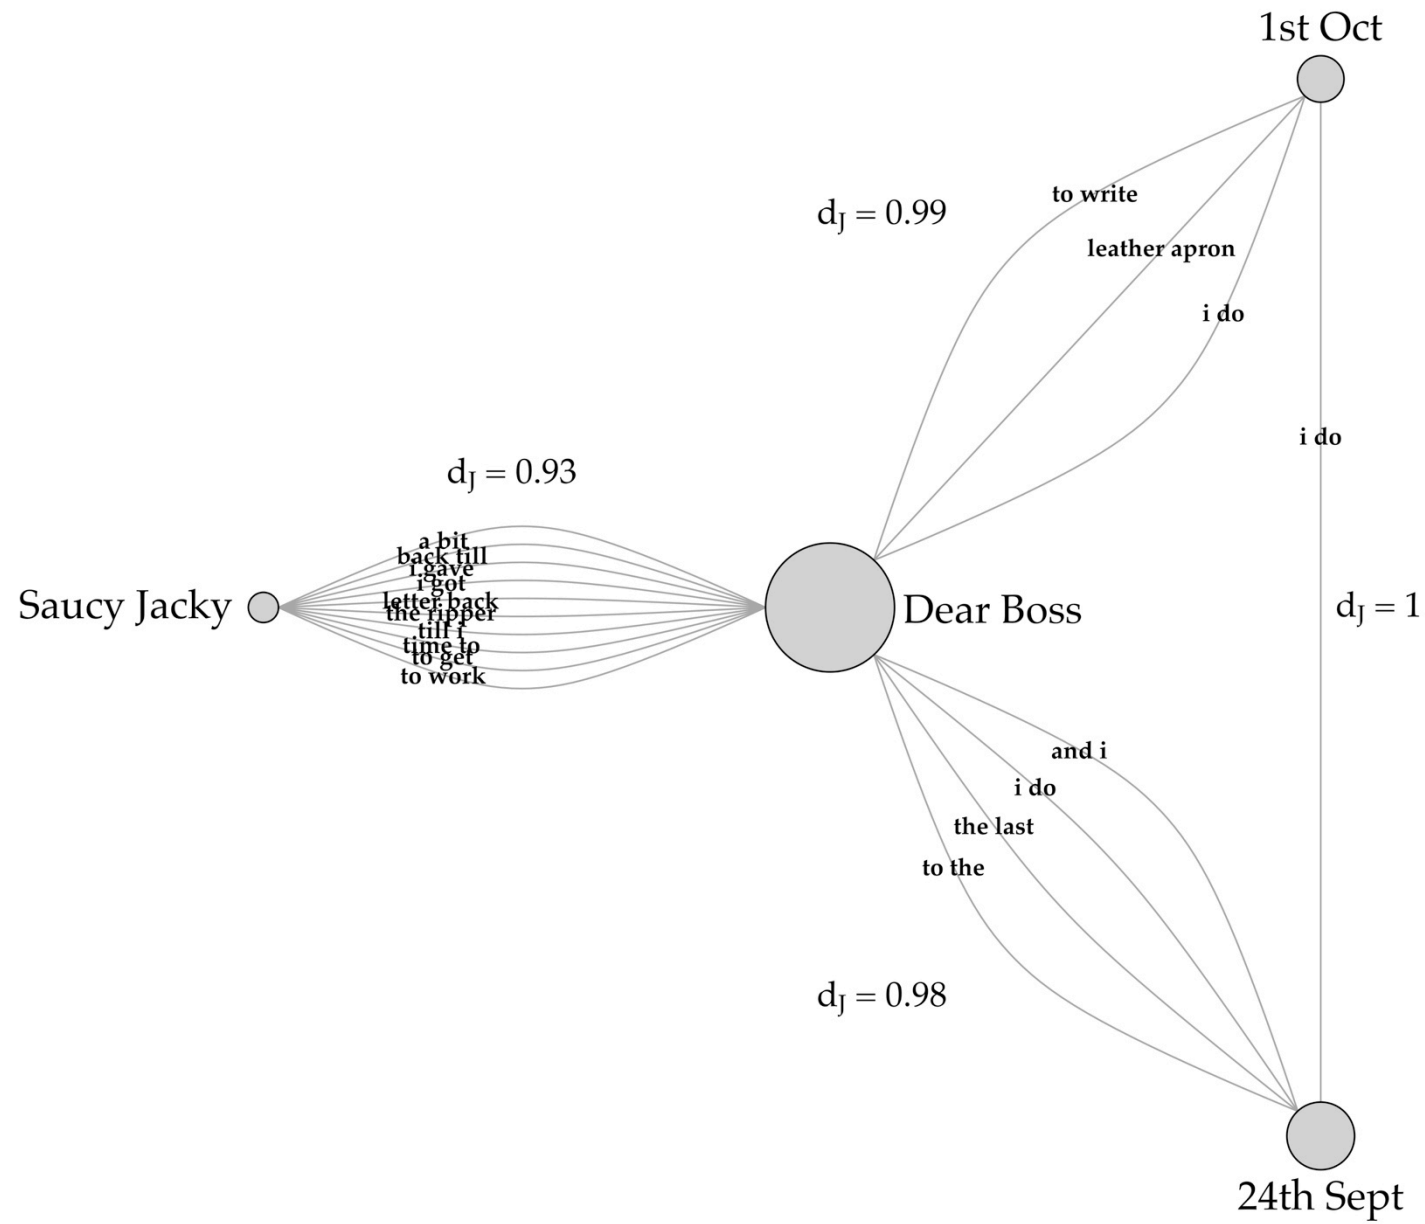 1st Oct
to write
d_J = 0.99
leather apron
i do
i do
d_J = 0.93
a bit
back till
i gave
i got
letter back
the ripper
till i
time to
to get
to work
Saucy Jacky
Dear Boss
d_J = 1
and i
i do
the last
to the
d_J = 0.98
24th Sept